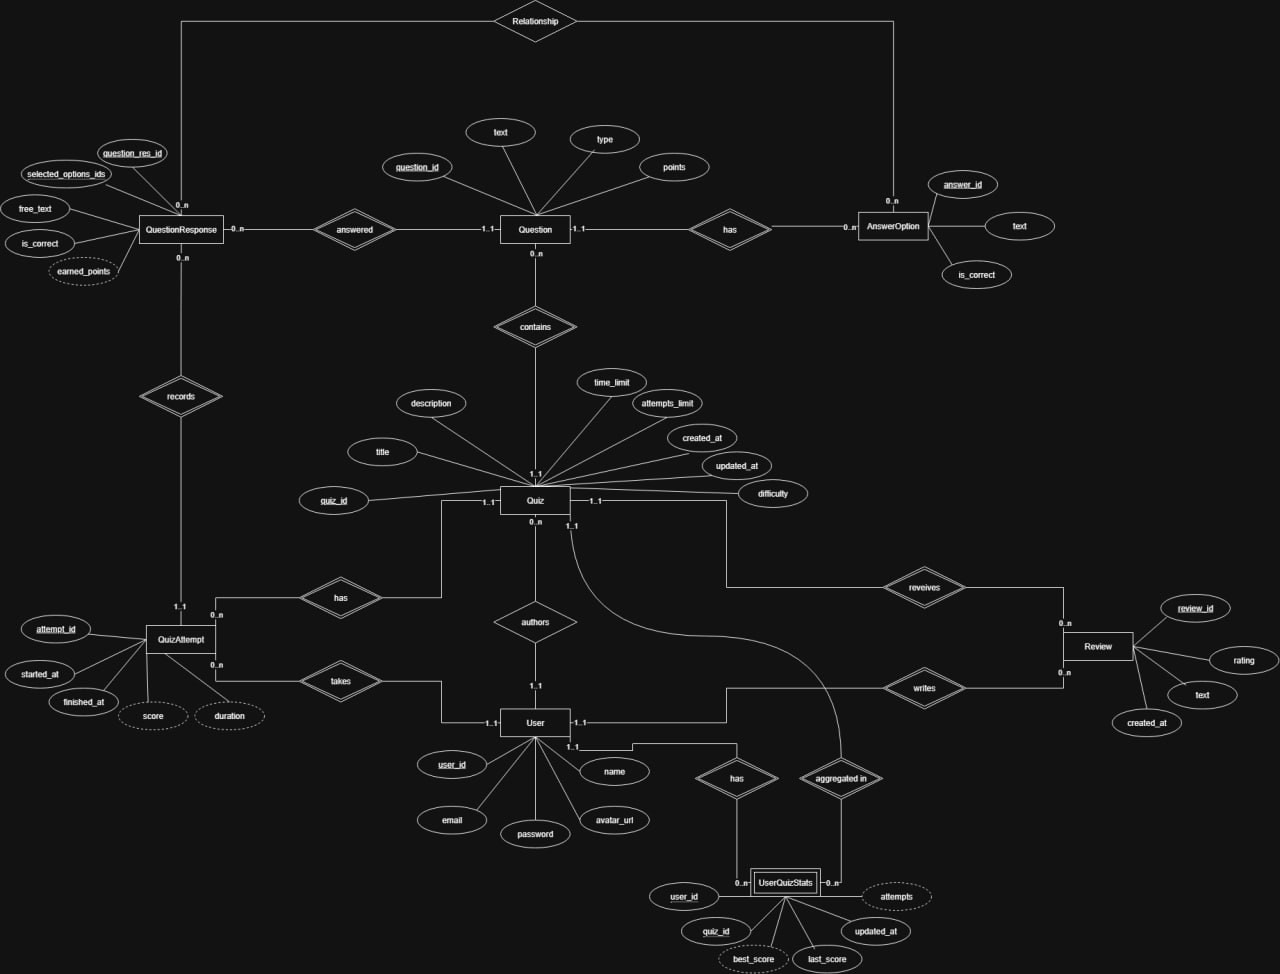 Relationship
text
type
question_res_id
question_id
points
selected_options_ids
answer_id
0..n
0..n
free_text
QuestionResponse
0..n
answered
1..1
Question
1..1
has
0..n
AnswerOption
text
is_correct
0..n
0..n
earned_points
is_correct
contains
time_limit
records
description
attempts_limit
created_at
title
updated_at
1..1
difficulty
quiz_id
1..1
Quiz
1..1
0..n
1..1
reveives
has
1..1
0..n
review_id
authors
0..n
attempt_id
QuizAttempt
Review
rating
0..n
0..n
started_at
takes
1..1
writes
text
finished_at
score
duration
created_at
1..1
User
1..1
1..1
user_id
name
has
aggregated in
email
avatar_url
password
0..n
UserQuizStats
0..n
user_id
attempts
quiz_id
updated_at
best_score
last_score